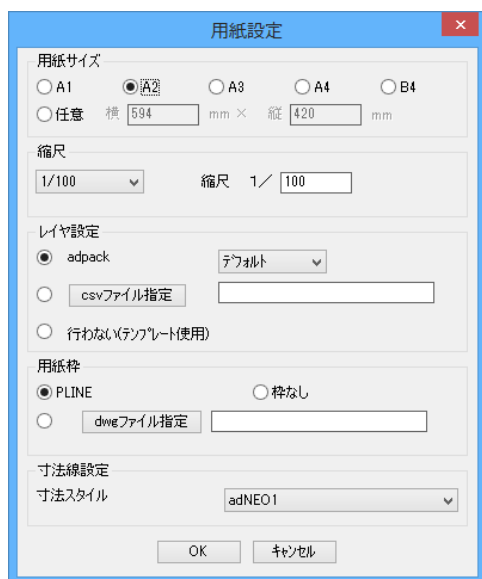 用紙設定
用紙サイズ
A1 A2 A3 A4 B4
任意 横 594 mm × 縦 420 mm
縮尺
1/100 縮尺 1／ 100
レイヤ設定
adpack デフォルト
csvファイル指定
行わない(テンプレート使用)
用紙枠
PLINE 枠なし
dwgファイル指定
寸法線設定
寸法スタイル adNEO1
OK キャンセル